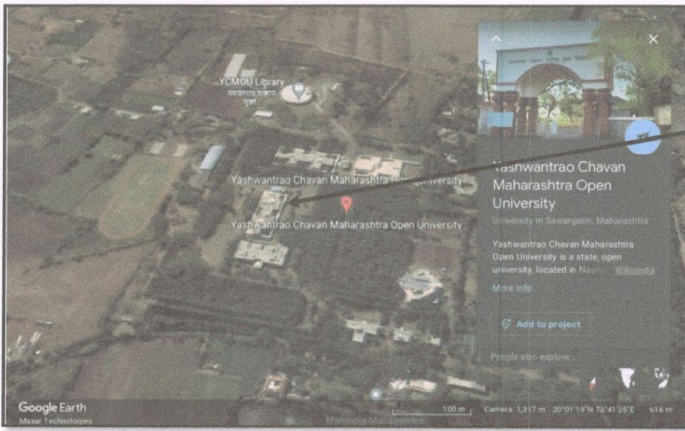 YCMOU Library
Yashwantrao Chavan Maharashtra
University
Yashwantrao Chavan Maharashtra Open University
Yashwantrao Chavan
Maharashtra Open
University
University in Sawargaon, Maharashtra
Yashwantrao Chavan Maharashtra
Open University is a state, open
university, located in Nashik. Wikipedia
More info
Add to project
People also explore
Google Earth
Maxar Technologies
100 m
Camera: 1,317 m 20°01'19"N 73°41'35"E 616 m